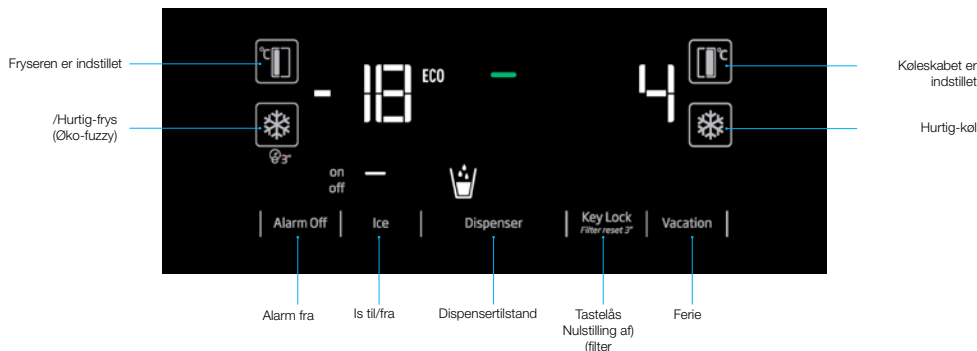 Fryseren er indstillet
/Hurtig-frys
(Øko-fuzzy)
°C
- 18 ECO
4
°C
3"
on
off
Alarm Off
Ice
Dispenser
Key Lock
Filter reset 3"
Vacation
Køleskabet er
indstillet
Hurtig-køl
Alarm fra
Is til/fra
Dispensertilstand
Tastelås
Nulstilling af)
(filter
Ferie